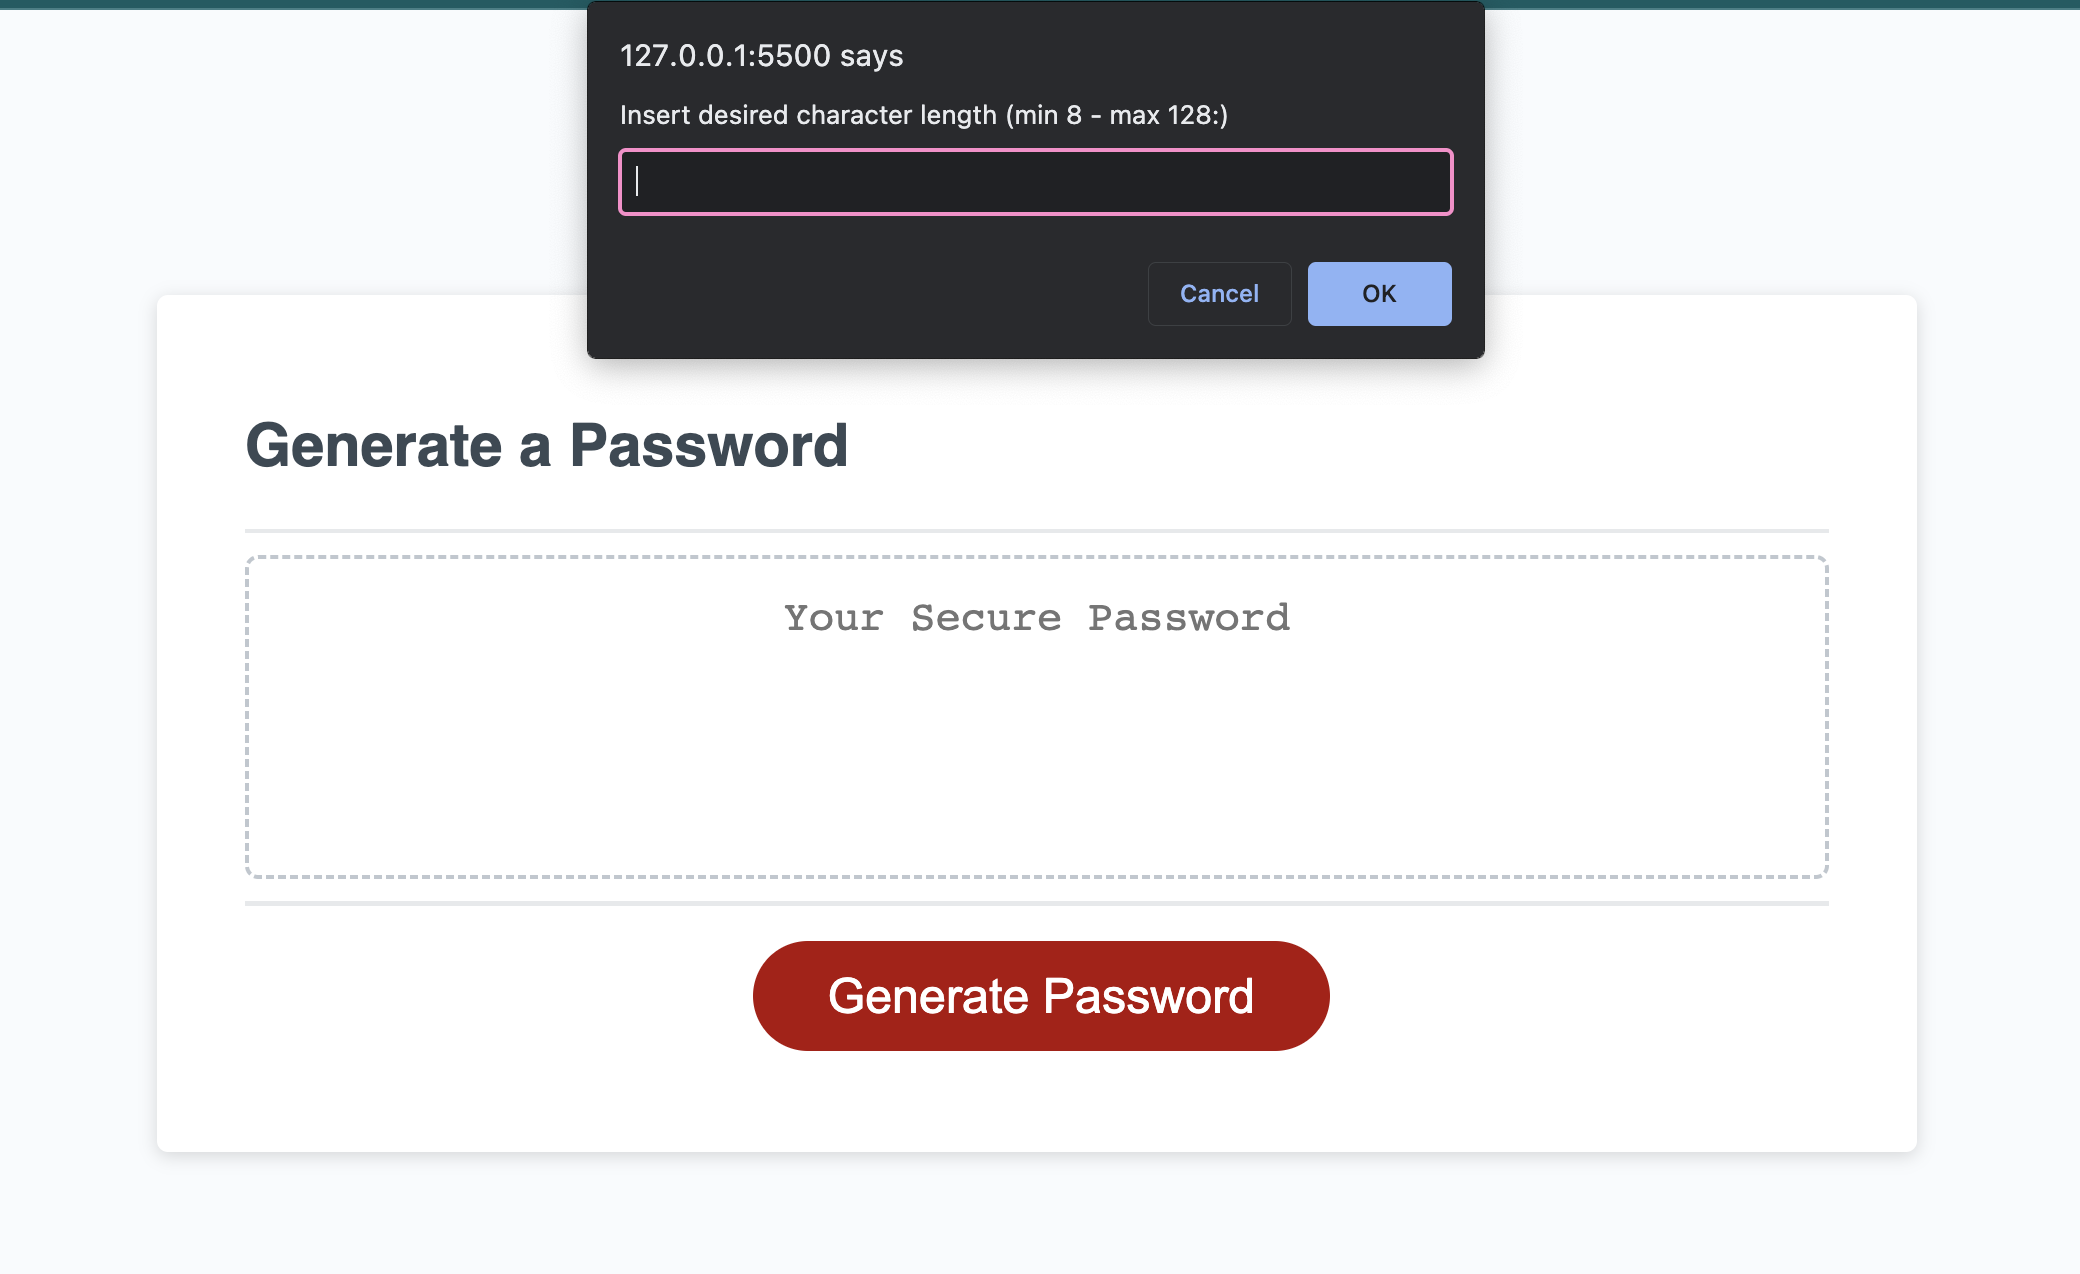 127.0.0.1:5500 says
Insert desired character length (min 8 - max 128:)
Cancel
OK
Generate a Password
Your Secure Password
Generate Password